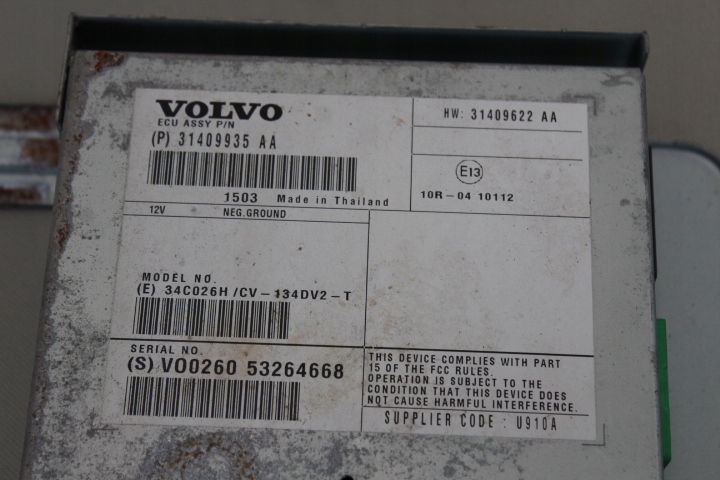 VOLVO
ECU ASSY P/N
(P) 31409935 AA
1503 Made in Thailand
HW: 31409622 AA
E13
10R-04 10112
12V NEG.GROUND
MODEL NO.
(E) 34C026H/CV-134DV2-T
SERIAL NO.
(S) VO0260 53264668
THIS DEVICE COMPLIES WITH PART
15 OF THE FCC RULES.
OPERATION IS SUBJECT TO THE
CONDITION THAT THIS DEVICE DOES
NOT CAUSE HARMFUL INTERFERENCE.
SUPPLIER CODE : U910A